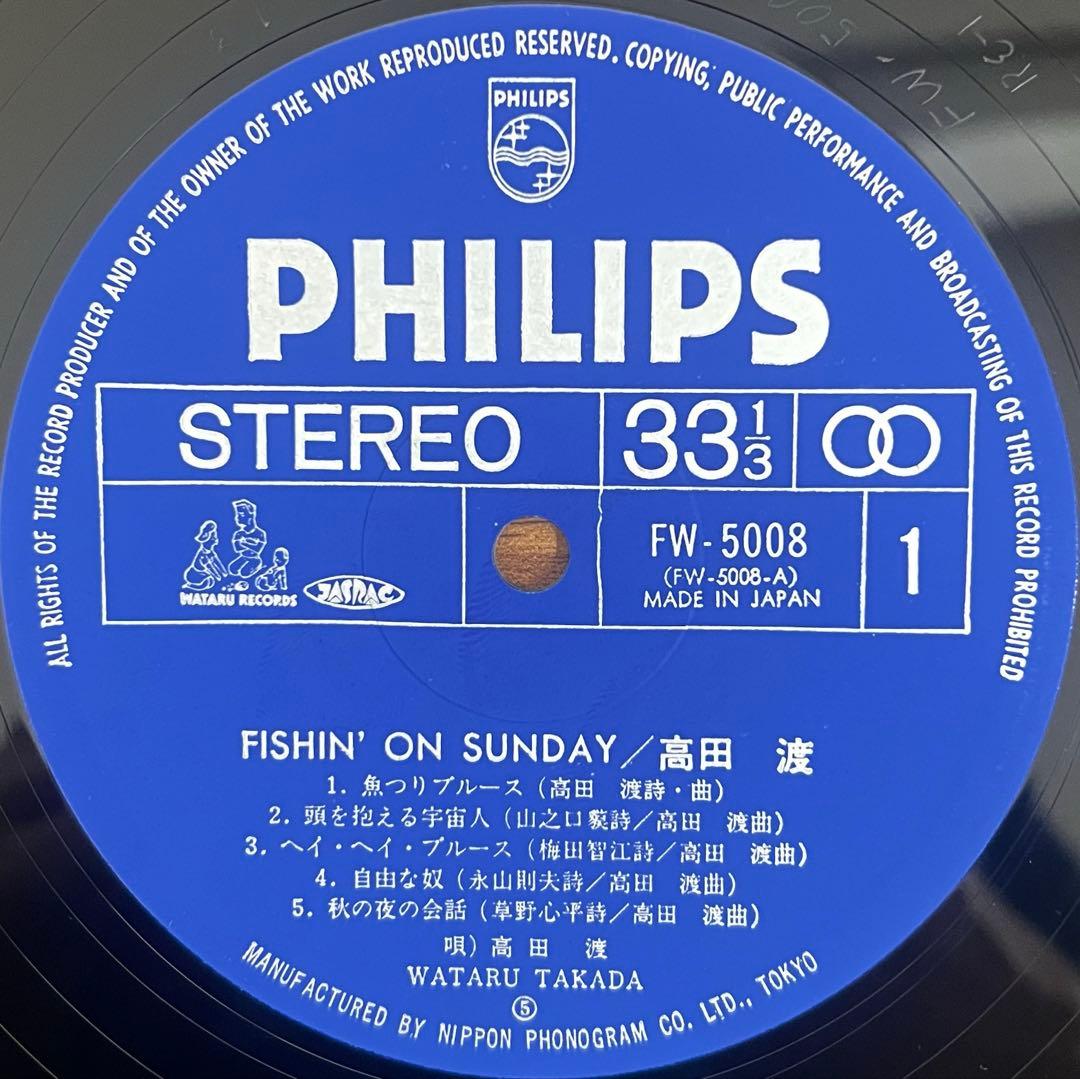 ALL RIGHTS OF THE RECORD PRODUCER AND OF THE OWNER OF THE WORK REPRODUCED RESERVED. COPYING, PUBLIC PERFORMANCE AND BROADCASTING OF THIS RECORD PROHIBITED
PHILIPS
PHILIPS
STEREO 33 1/3
WATARU RECORDS
JASRAC
FW-5008
(FW-5008-A)
MADE IN JAPAN
1
FISHIN' ON SUNDAY/高田 渡
1. 魚つりブルース (高田 渡詩・曲)
2. 頭を抱える宇宙人 (山之口貘詩/高田 渡曲)
3. ヘイ・ヘイ・ブルース (梅田智江詩/高田 渡曲)
4. 自由な奴 (永山則夫詩/高田 渡曲)
5. 秋の夜の会話 (草野心平詩/高田 渡曲)
唄) 高田 渡
WATARU TAKADA
⑤
MANUFACTURED BY NIPPON PHONOGRAM CO. LTD., TOKYO